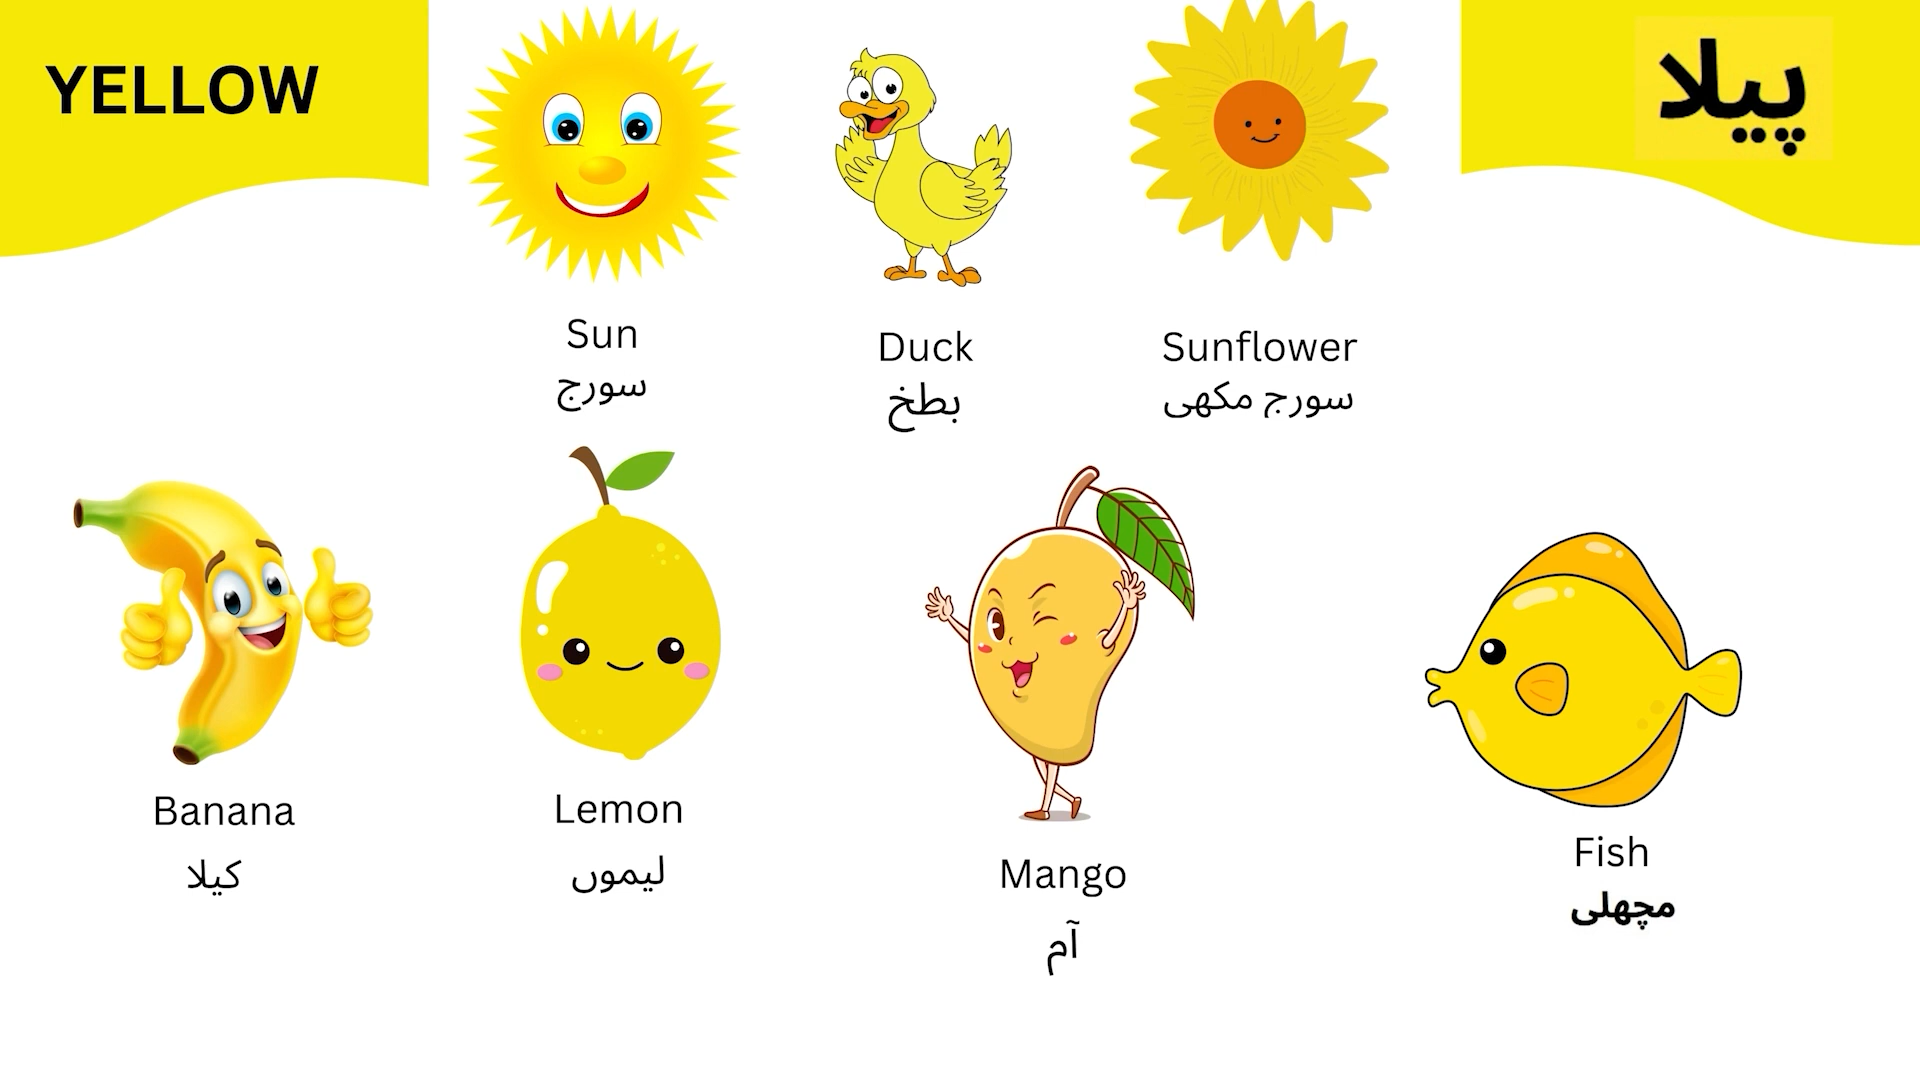 YELLOW
پیلا
Sun
سورج
Duck
بطخ
Sunflower
سورج مکھی
Banana
کیلا
Lemon
لیموں
Mango
آم
Fish
مچھلی